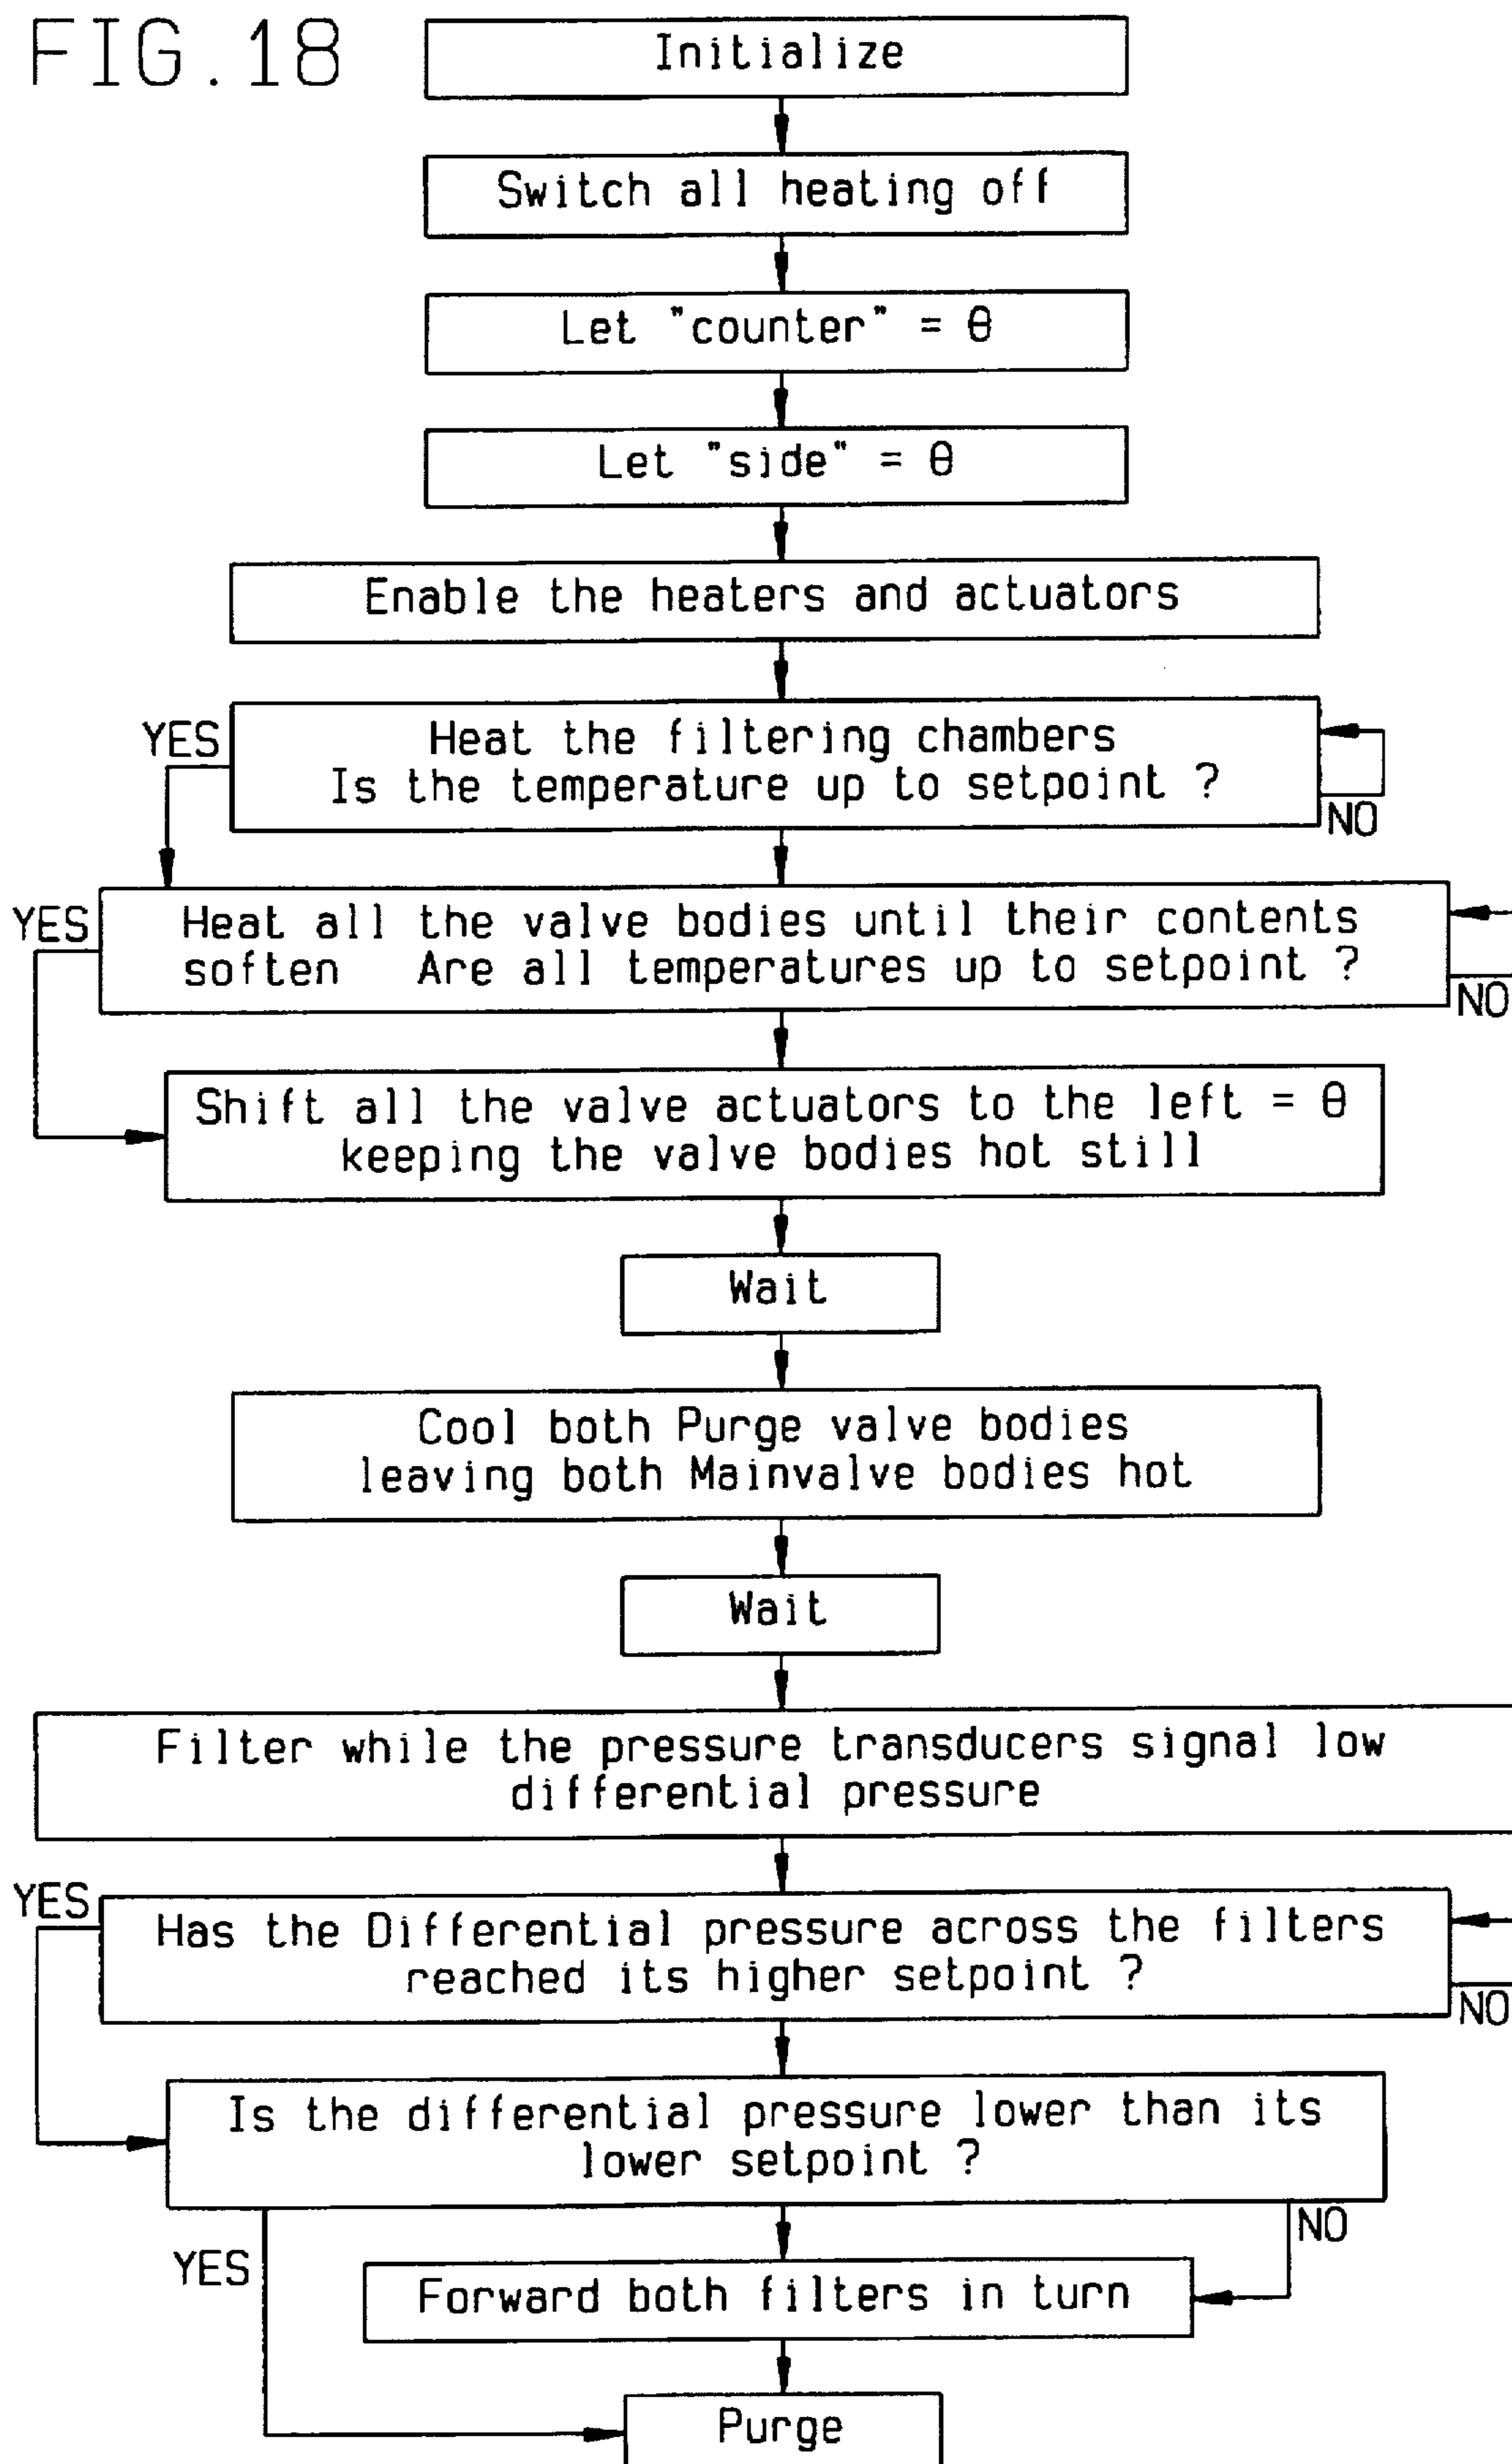 FIG.18
Initialize
Switch all heating off
Let "counter" = θ
Let "side" = θ
Enable the heaters and actuators
YES
Heat the filtering chambers
Is the temperature up to setpoint ?
NO
YES
Heat all the valve bodies until their contents
soften Are all temperatures up to setpoint ?
NO
Shift all the valve actuators to the left = θ
keeping the valve bodies hot still
Wait
Cool both Purge valve bodies
leaving both Mainvalve bodies hot
Wait
Filter while the pressure transducers signal low
differential pressure
YES
Has the Differential pressure across the filters
reached its higher setpoint ?
NO
Is the differential pressure lower than its
lower setpoint ?
NO
YES
Forward both filters in turn
Purge